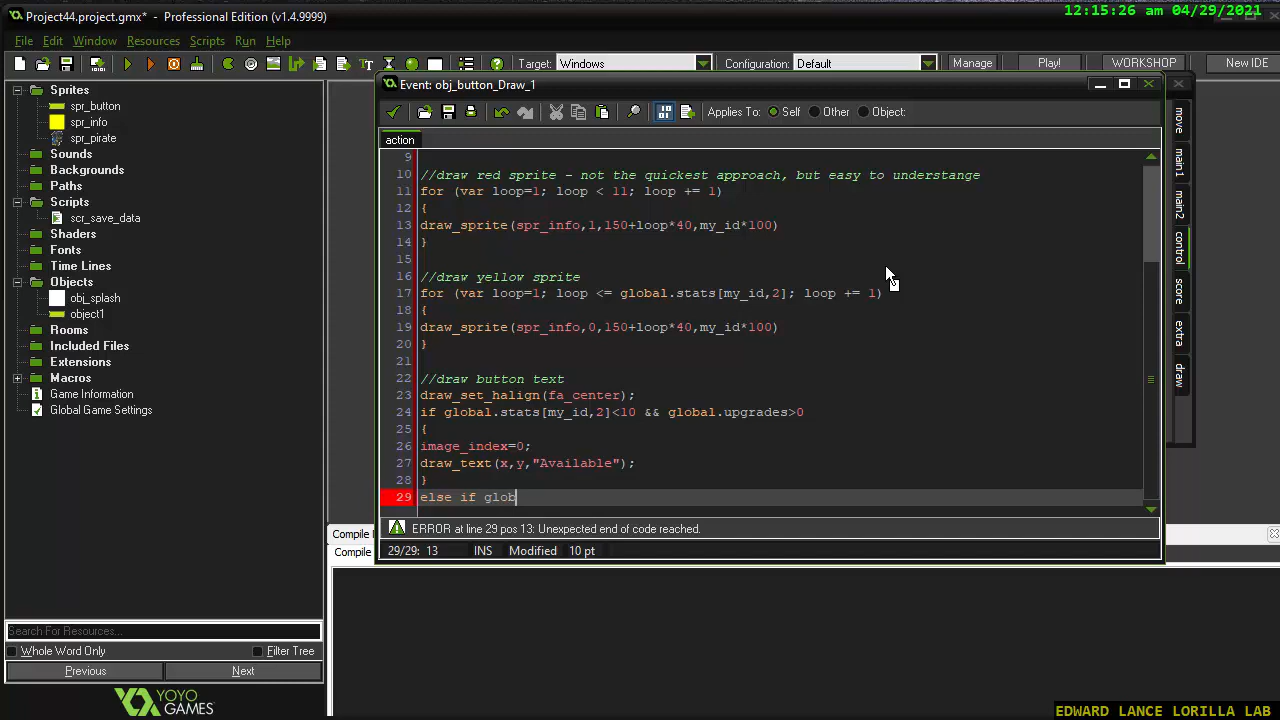 Project44.project.gmx* - Professional Edition (v1.4.9999)
12:15:26 am 04/29/2021
File Edit Window Resources Scripts Run Help
Target: Windows Configuration: Default Manage Play! WORKSHOP New IDE
Event: obj_button_Draw_1
Applies To: Self Other Object:
action
Sprites
spr_button
spr_info
spr_pirate
Sounds
Backgrounds
Paths
Scripts
scr_save_data
Shaders
Fonts
Time Lines
Objects
obj_splash
object1
Rooms
Included Files
Extensions
Macros
Game Information
Global Game Settings
9
10 //draw red sprite - not the quickest approach, but easy to understange
11 for (var loop=1; loop < 11; loop += 1)
12 {
13 draw_sprite(spr_info,1,150+loop*40,my_id*100)
14 }
15
16 //draw yellow sprite
17 for (var loop=1; loop <= global.stats[my_id,2]; loop += 1)
18 {
19 draw_sprite(spr_info,0,150+loop*40,my_id*100)
20 }
21
22 //draw button text
23 draw_set_halign(fa_center);
24 if global.stats[my_id,2]<10 && global.upgrades>0
25 {
26 image_index=0;
27 draw_text(x,y,"Available");
28 }
29 else if glob
ERROR at line 29 pos 13: Unexpected end of code reached.
29/29: 13 INS Modified 10 pt
move
main1
main2
control
score
extra
draw
Compile
Compile
Search For Resources...
Whole Word Only Filter Tree
Previous Next
YOYO
GAMES
EDWARD LANCE LORILLA LAB